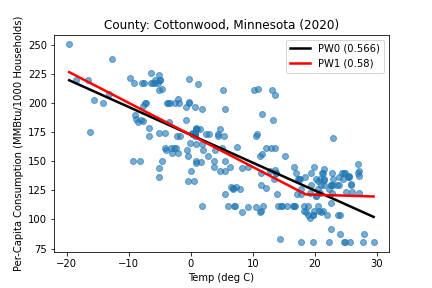 County: Cottonwood, Minnesota (2020)
PW0 (0.566)
PW1 (0.58)
Per-Capita Consumption (MMBtu/1000 Households)
250
225
200
175
150
125
100
75
−20 −10 0 10 20 30
Temp (deg C)